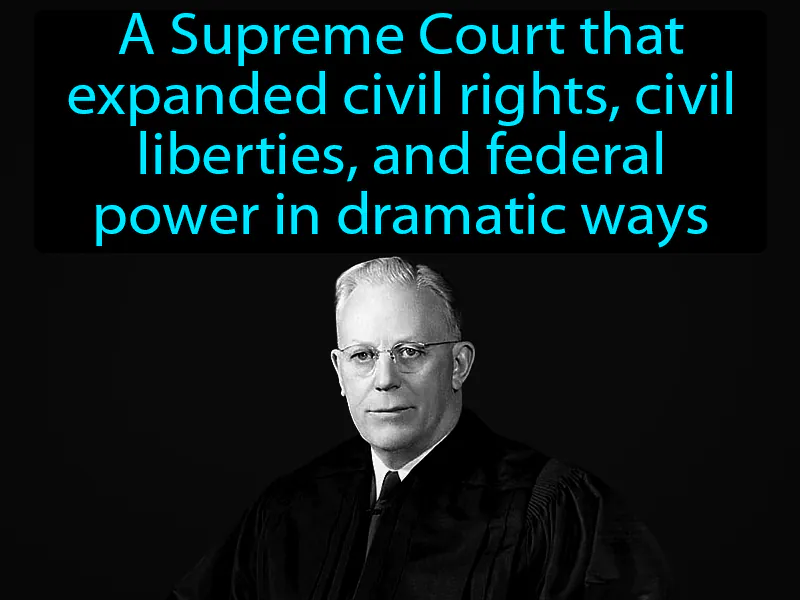 A Supreme Court that
expanded civil rights, civil
liberties, and federal
power in dramatic ways